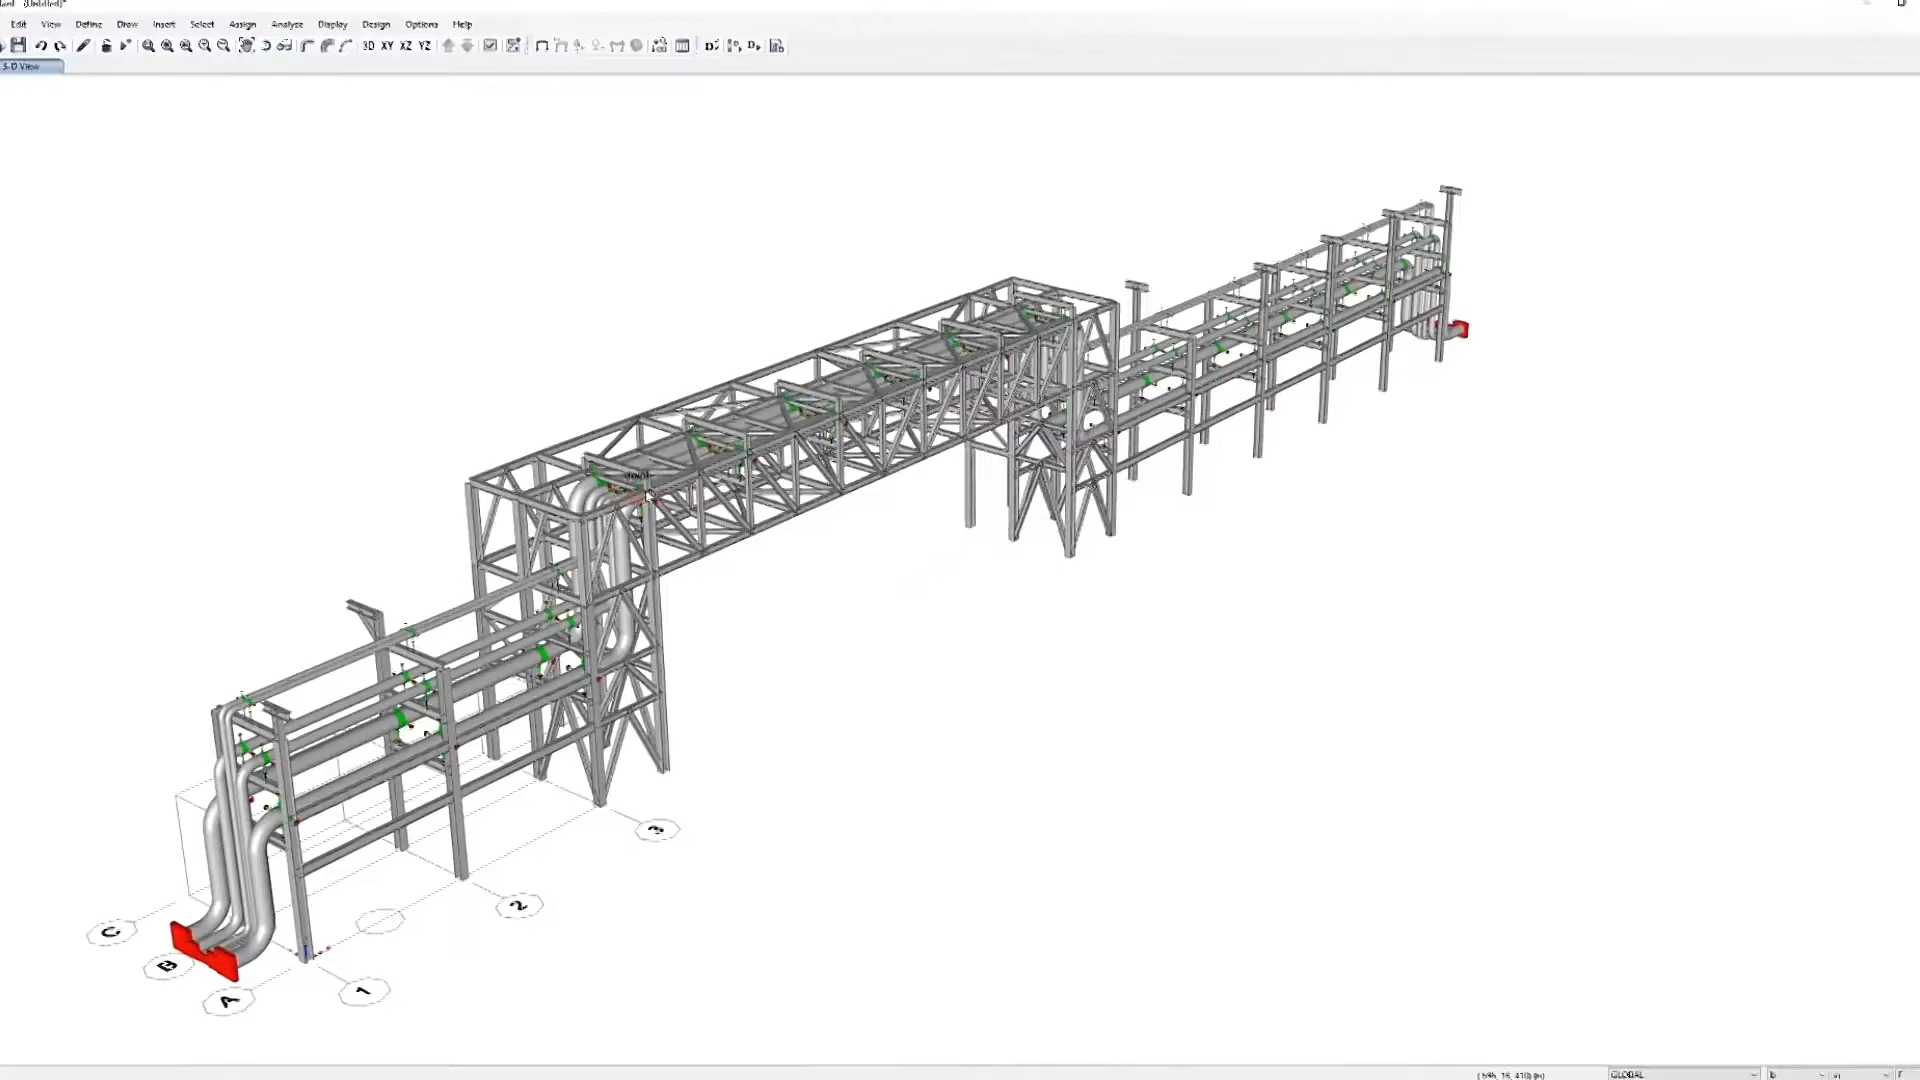 Edit View Define Draw Insert Select Assign Analyse Display Design Options Help
3D XY XZ YZ
3-D View
3
2
C
B
A
1
GLOBAL